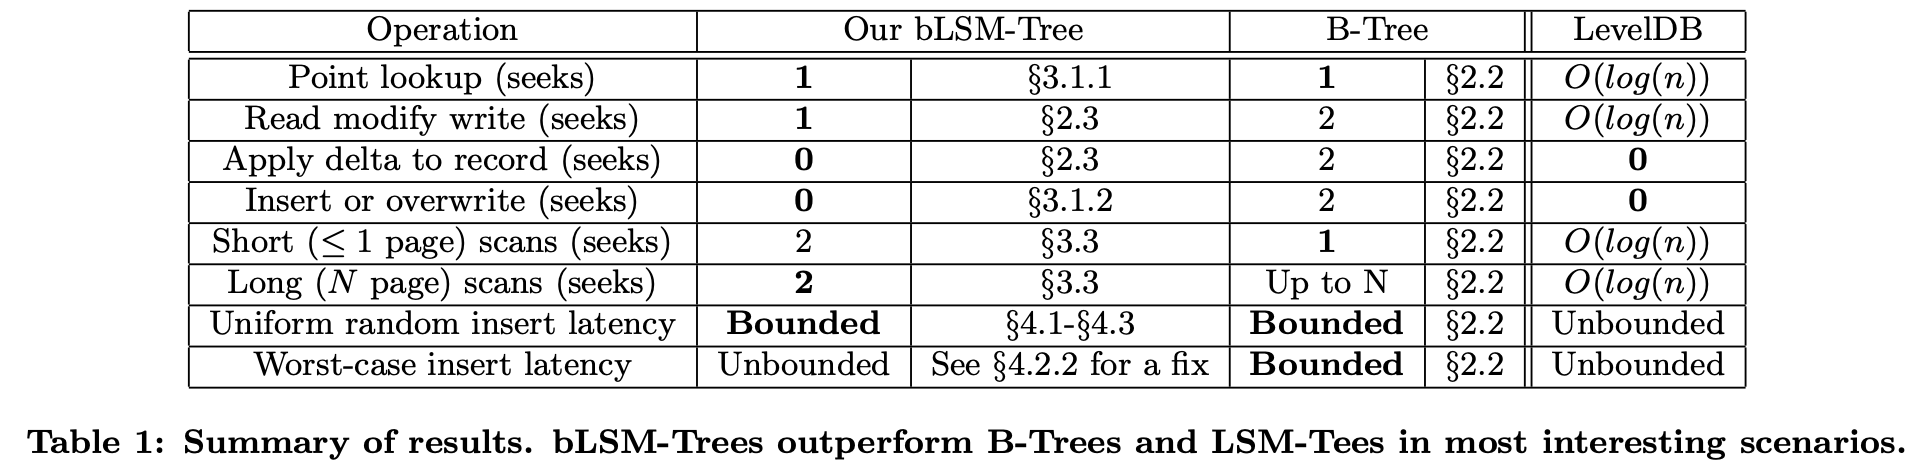 Operation Our bLSM-Tree B-Tree LevelDB
Point lookup (seeks) 1 §3.1.1 1 §2.2 O(log(n))
Read modify write (seeks) 1 §2.3 2 §2.2 O(log(n))
Apply delta to record (seeks) 0 §2.3 2 §2.2 0
Insert or overwrite (seeks) 0 §3.1.2 2 §2.2 0
Short (≤ 1 page) scans (seeks) 2 §3.3 1 §2.2 O(log(n))
Long (N page) scans (seeks) 2 §3.3 Up to N §2.2 O(log(n))
Uniform random insert latency Bounded §4.1-§4.3 Bounded §2.2 Unbounded
Worst-case insert latency Unbounded See §4.2.2 for a fix Bounded §2.2 Unbounded
Table 1: Summary of results. bLSM-Trees outperform B-Trees and LSM-Tees in most interesting scenarios.